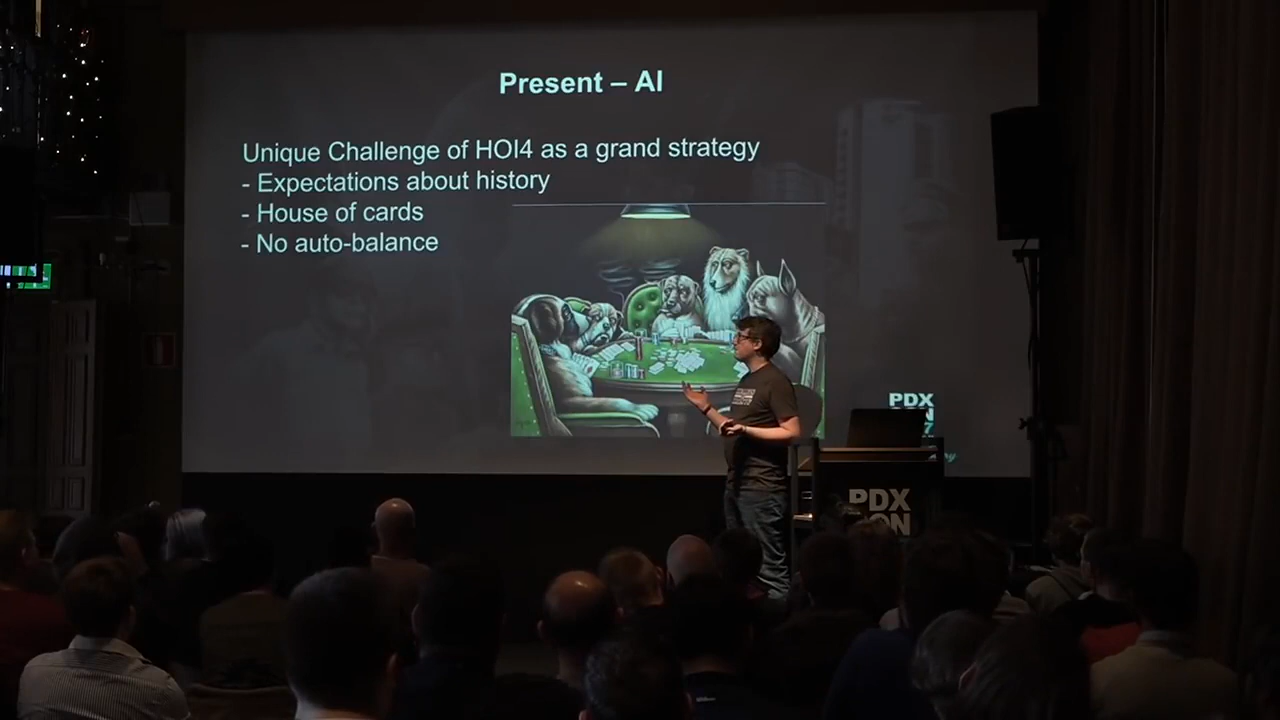 Present – AI
Unique Challenge of HOI4 as a grand strategy
- Expectations about history
- House of cards
- No auto-balance
PDX
PDX